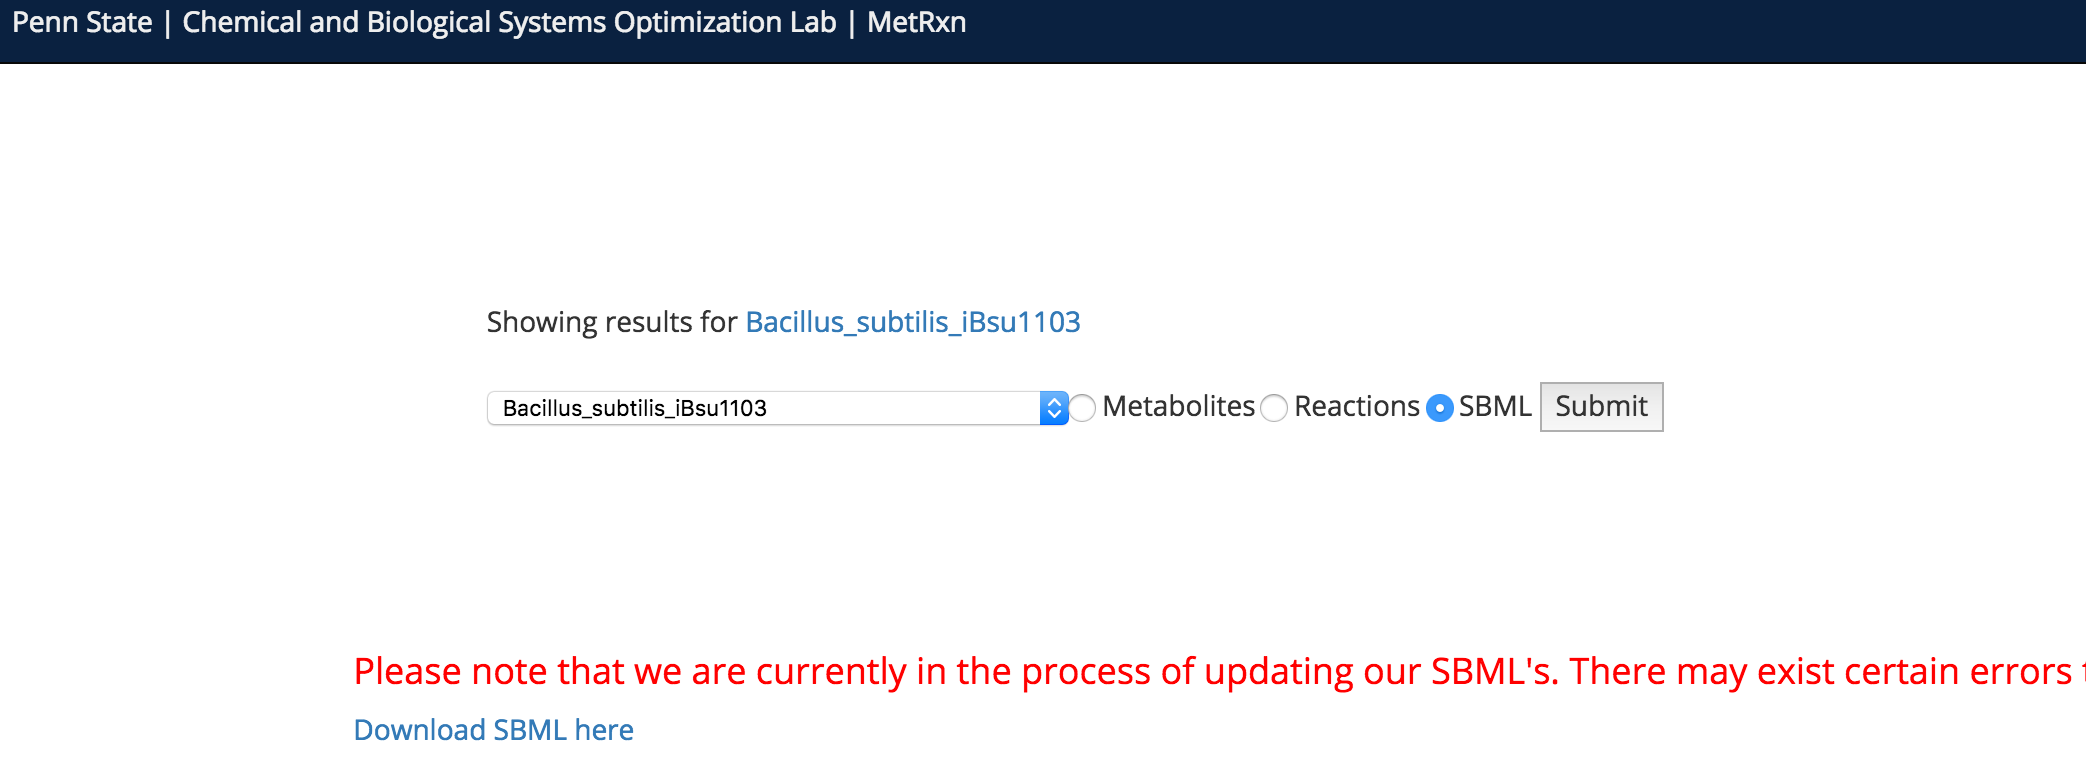 Penn State | Chemical and Biological Systems Optimization Lab | MetRxn
Showing results for Bacillus_subtilis_iBsu1103
Bacillus_subtilis_iBsu1103 Metabolites Reactions SBML Submit
Please note that we are currently in the process of updating our SBML's. There may exist certain errors
Download SBML here